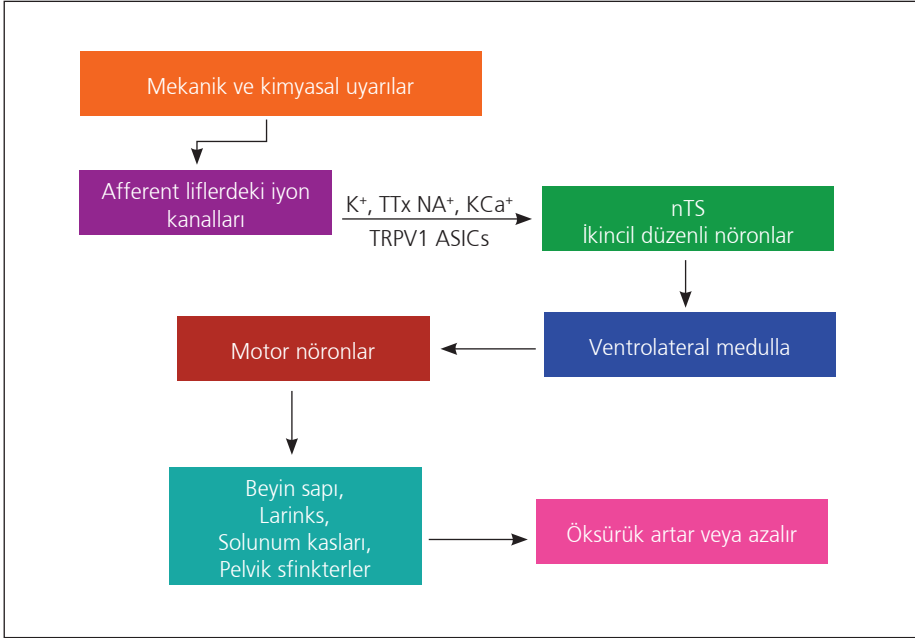 Mekanik ve kimyasal uyarılar
Afferent liflerdeki iyon
kanalları
K+, TTx NA+, KCa+
TRPV1 ASICs
nTS
İkincil düzenli nöronlar
Ventrolateral medulla
Motor nöronlar
Beyin sapı,
Larinks,
Solunum kasları,
Pelvik sfinkterler
Öksürük artar veya azalır